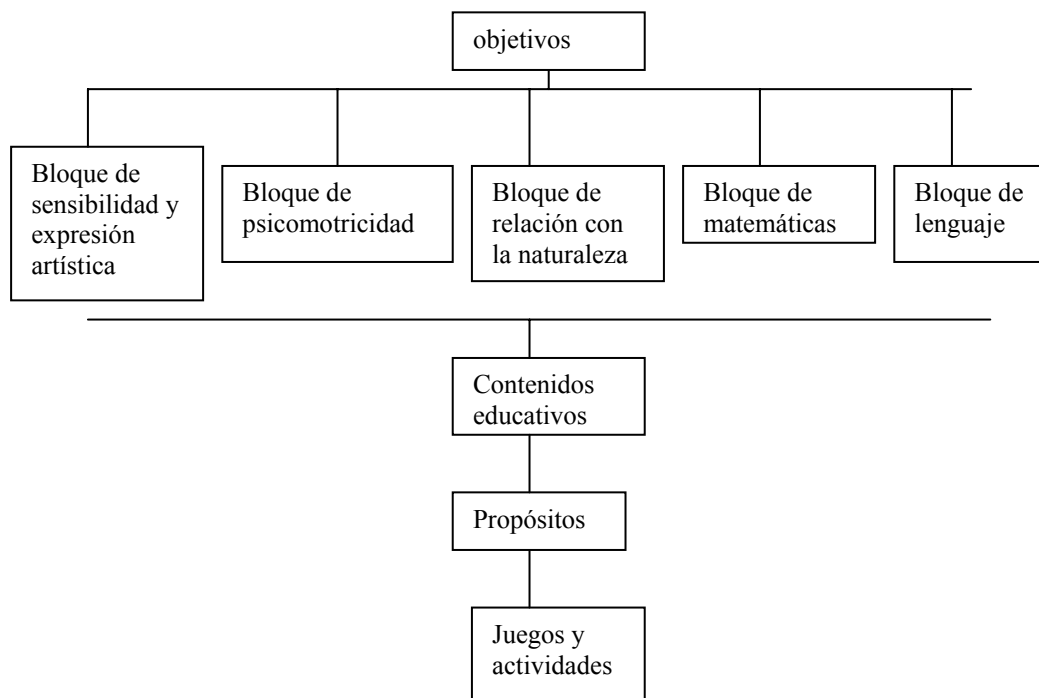 objetivos
Bloque de
sensibilidad y
expresión
artística
Bloque de
psicomotricidad
Bloque de
relación con
la naturaleza
Bloque de
matemáticas
Bloque de
lenguaje
Contenidos
educativos
Propósitos
Juegos y
actividades